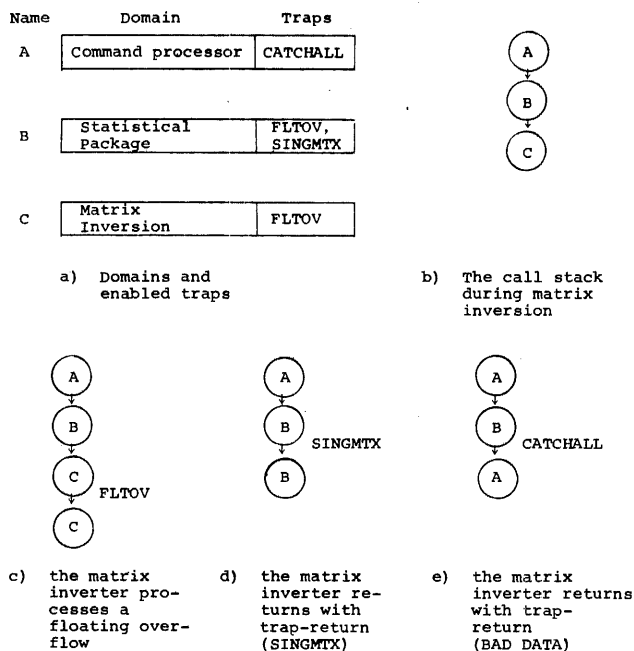 Name Domain Traps
A Command processor CATCHALL
B Statistical Package FLTOV, SINGMTX
C Matrix Inversion FLTOV
a) Domains and
enabled traps
A
B
C
b) The call stack
during matrix
inversion
A
B
C
FLTOV
C
c) the matrix
inverter pro-
cesses a
floating over-
flow
A
B
SINGMTX
B
d) the matrix
inverter re-
turns with
trap-return
(SINGMTX)
A
B
CATCHALL
A
e) the matrix
inverter returns
with trap-
return
(BAD DATA)